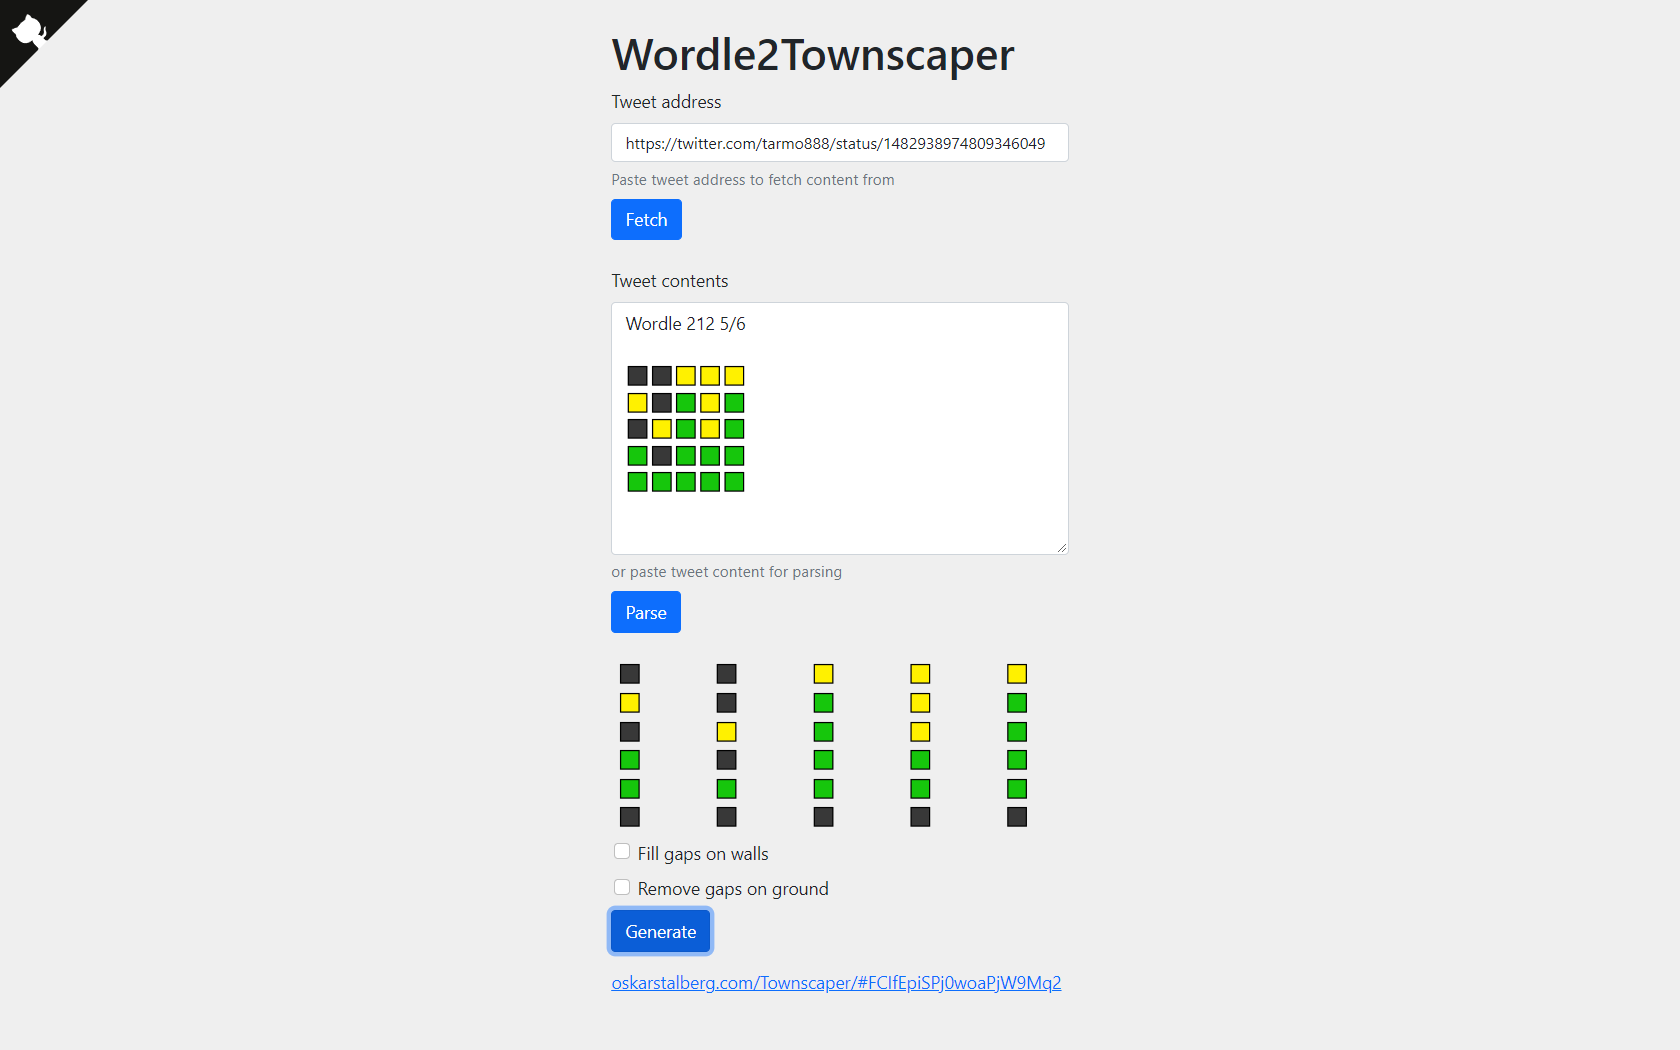 Wordle2Townscaper
Tweet address
https://twitter.com/tarmo888/status/1482938974809346049
Paste tweet address to fetch content from
Fetch
Tweet contents
Wordle 212 5/6
⬛⬛🟨🟨🟨
🟨⬛🟩🟨🟩
⬛🟨🟩🟨🟩
🟩⬛🟩🟩🟩
🟩🟩🟩🟩🟩
or paste tweet content for parsing
Parse
⬛ ⬛ 🟨 🟨 🟨
🟨 ⬛ 🟩 🟨 🟩
⬛ 🟨 🟩 🟨 🟩
🟩 ⬛ 🟩 🟩 🟩
🟩 🟩 🟩 🟩 🟩
⬛ ⬛ ⬛ ⬛ ⬛
Fill gaps on walls
Remove gaps on ground
Generate
oskarstalberg.com/Townscaper/#FCIfEpiSPj0woaPjW9Mq2